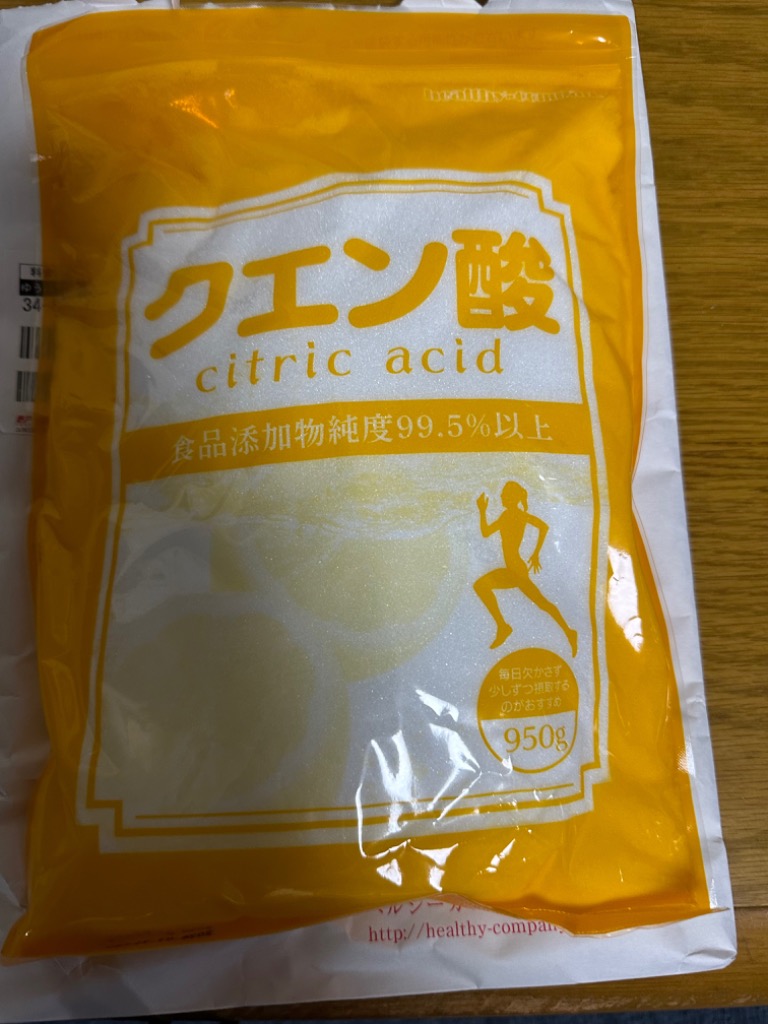 クエン酸
citric acid
食品添加物純度99.5%以上
毎日欠かさず
少しずつ摂取する
のがおすすめ
950g
34
http://healthy-company